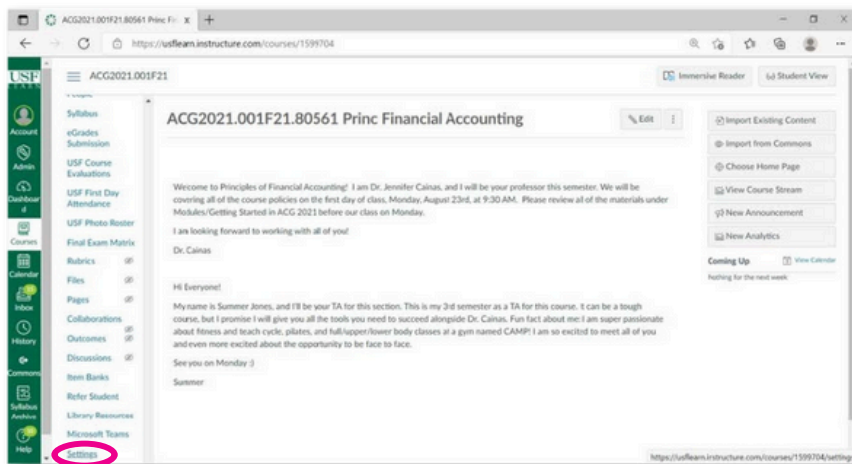 ACG2021.001F21.80561 Princ Fin
https://usflearn.instructure.com/courses/1599704
USF
LEARN
ACG2021.001F21
Immersive Reader
Student View
Account
Admin
Dashboar
d
Courses
Calendar
Inbox
History
Commons
Syllabus
Archive
Help
People
Syllabus
eGrades
Submission
USF Course
Evaluations
USF First Day
Attendance
USF Photo Roster
Final Exam Matrix
Rubrics
Files
Pages
Collaborations
Outcomes
Discussions
Item Banks
Refer Student
Library Resources
Microsoft Teams
Settings
ACG2021.001F21.80561 Princ Financial Accounting
Edit
Welcome to Principles of Financial Accounting! I am Dr. Jennifer Cainas, and I will be your professor this semester. We will be
covering all of the course policies on the first day of class, Monday, August 23rd, at 9:30 AM. Please review al of the materials under
Modules/Getting Started in ACG 2021 before our class on Monday.
I am looking forward to working with all of you!
Dr. Cainas
Hi Everyone!
My name is Summer Jones, and I'll be your TA for this section. This is my 3'd semester as a TA for this course. t can be a tough
course, but I promise I will give you all the tools you need to succeed alongside Dr. Cainas. Fun fact about me: I am super passionate
about fitness and teach cycle, pilates, and full/upper/lower body classes at a gym named CAMP! I am so excited to meet all of you
and even more excited about the opportunity to be face to face.
See you on Monday :)
Summer
Import Existing Content
Import from Commons
Choose Home Page
View Course Stream
New Announcement
New Analytics
Coming Up
View Calendar
Nothing for the next week
https://usflearn.instructure.com/courses/1599704/setting